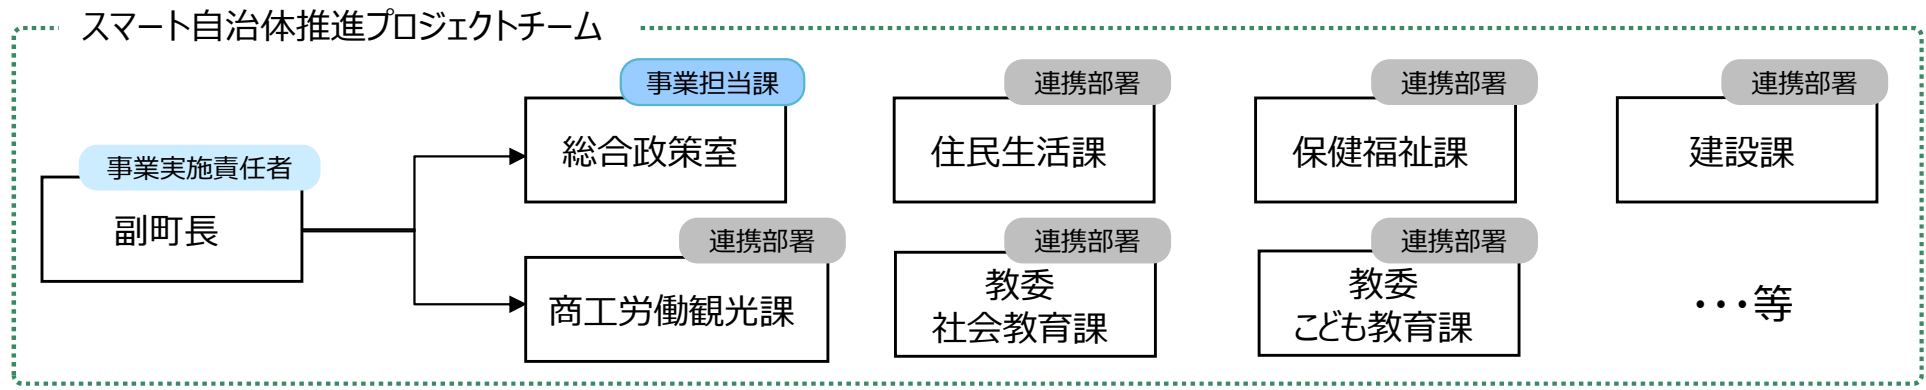 スマート自治体推進プロジェクトチーム
事業実施責任者
副町長
事業担当課
総合政策室
連携部署
住民生活課
連携部署
保健福祉課
連携部署
建設課
連携部署
商工労働観光課
連携部署
教委
社会教育課
連携部署
教委
こども教育課
・・・等